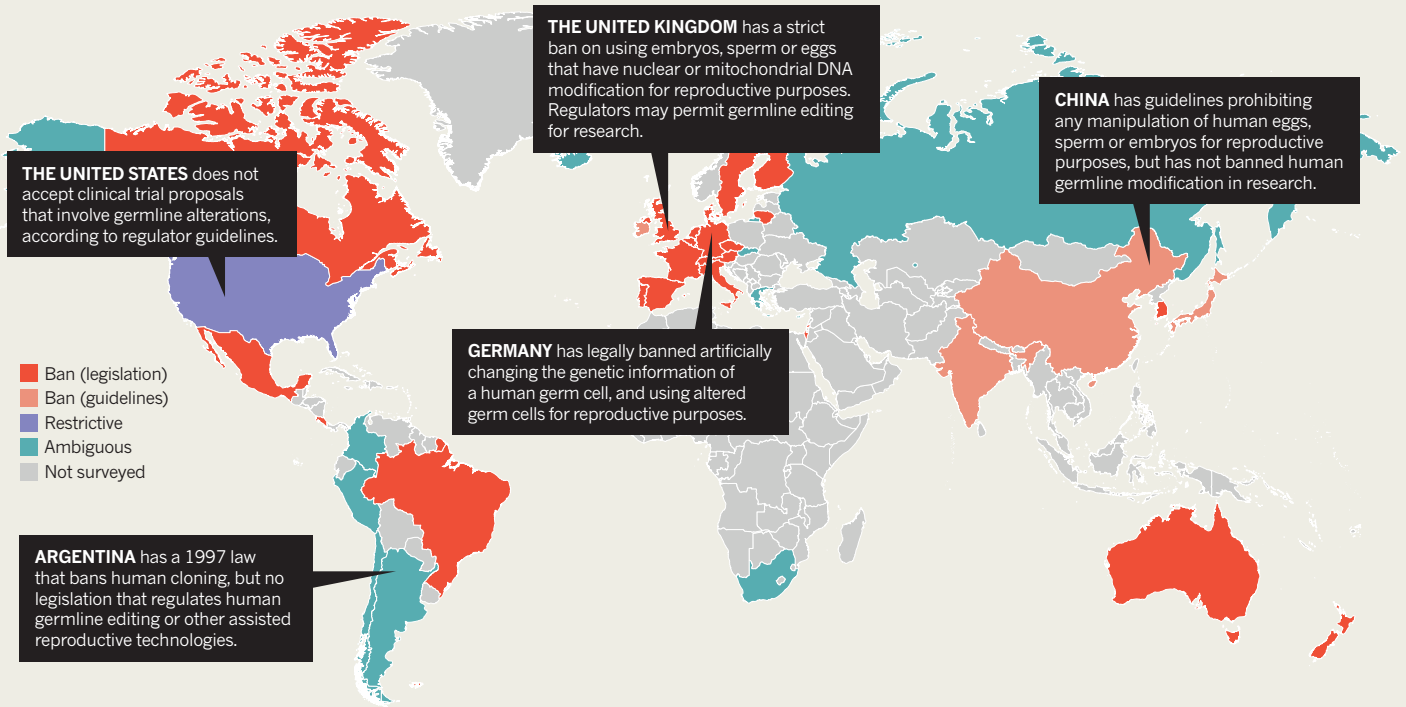 THE UNITED KINGDOM has a strict
ban on using embryos, sperm or eggs
that have nuclear or mitochondrial DNA
modification for reproductive purposes.
Regulators may permit germline editing
for research.
CHINA has guidelines prohibiting
any manipulation of human eggs,
sperm or embryos for reproductive
purposes, but has not banned human
germline modification in research.
THE UNITED STATES does not
accept clinical trial proposals
that involve germline alterations,
according to regulator guidelines.
GERMANY has legally banned artificially
changing the genetic information of
a human germ cell, and using altered
germ cells for reproductive purposes.
Ban (legislation)
Ban (guidelines)
Restrictive
Ambiguous
Not surveyed
ARGENTINA has a 1997 law
that bans human cloning, but no
legislation that regulates human
germline editing or other assisted
reproductive technologies.